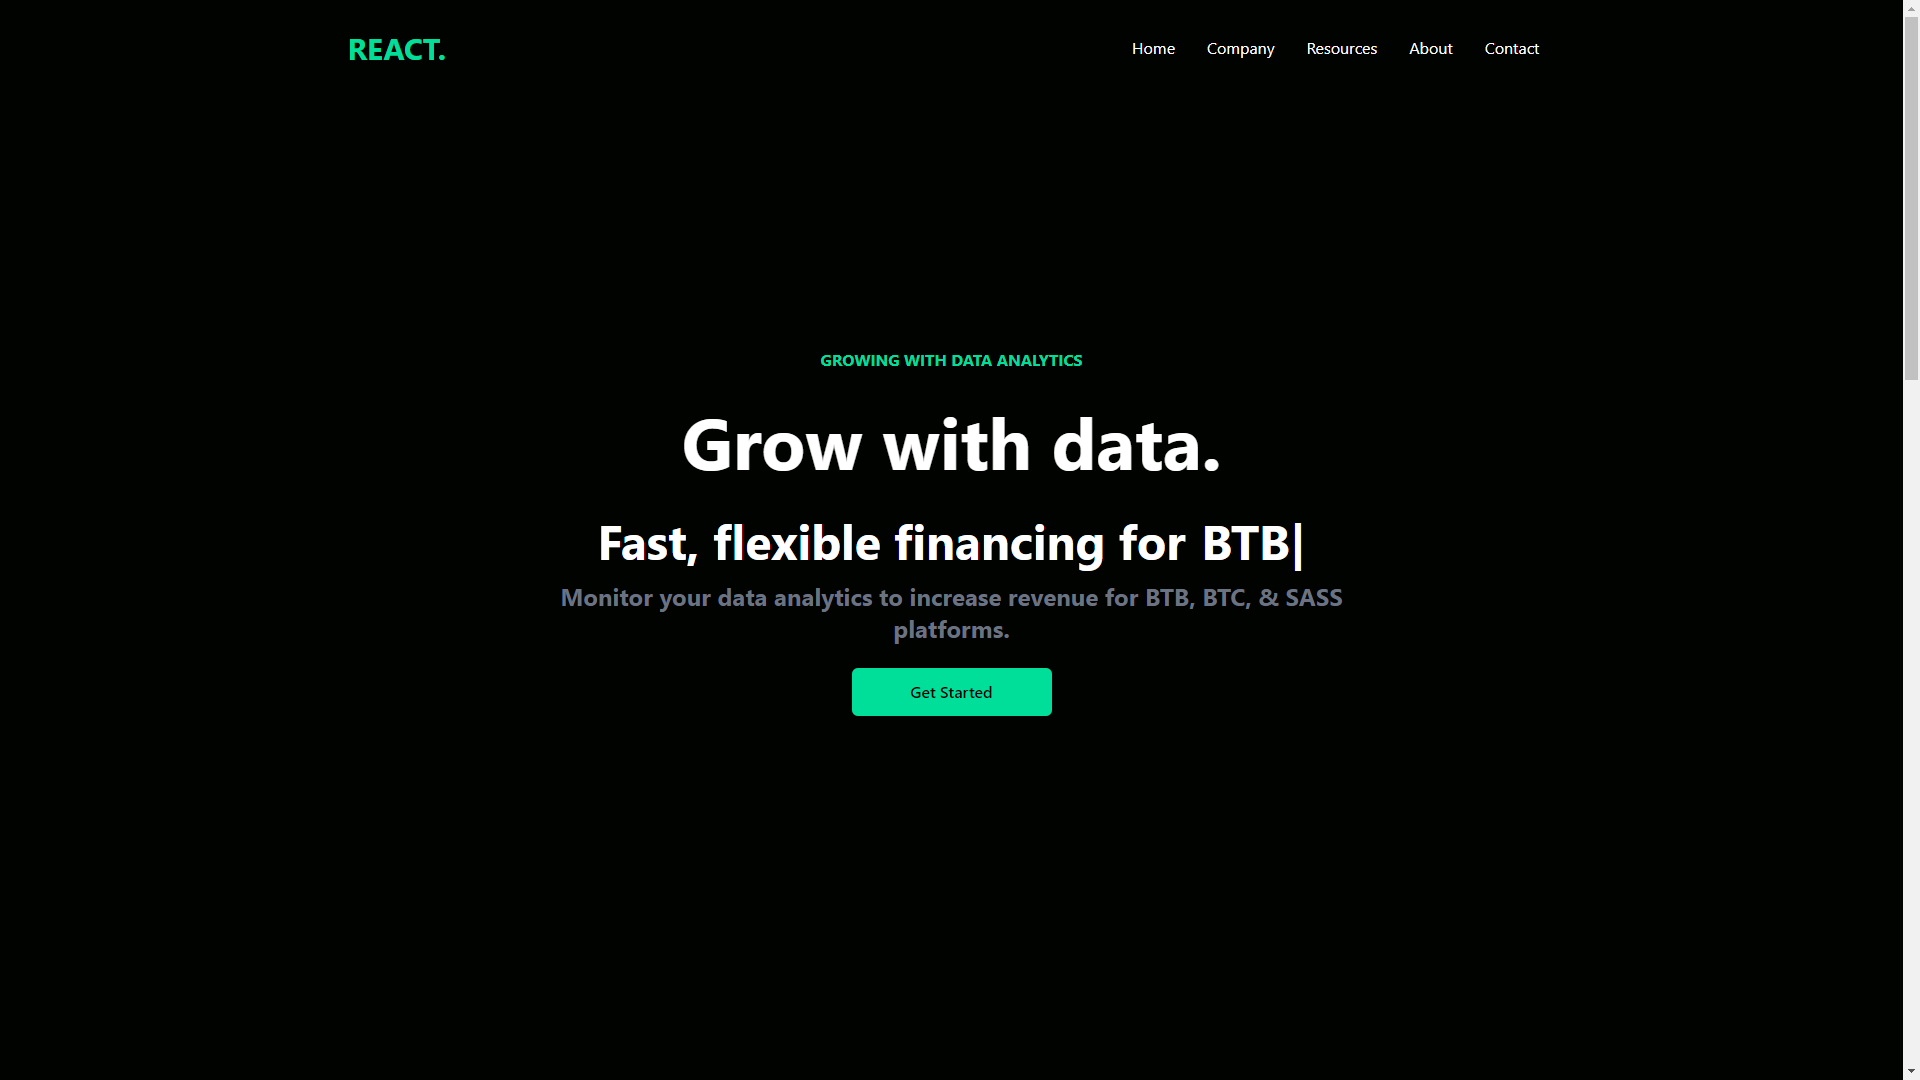 REACT.
Home Company Resources About Contact
GROWING WITH DATA ANALYTICS
Grow with data.
Fast, flexible financing for BTB|
Monitor your data analytics to increase revenue for BTB, BTC, & SASS
platforms.
Get Started